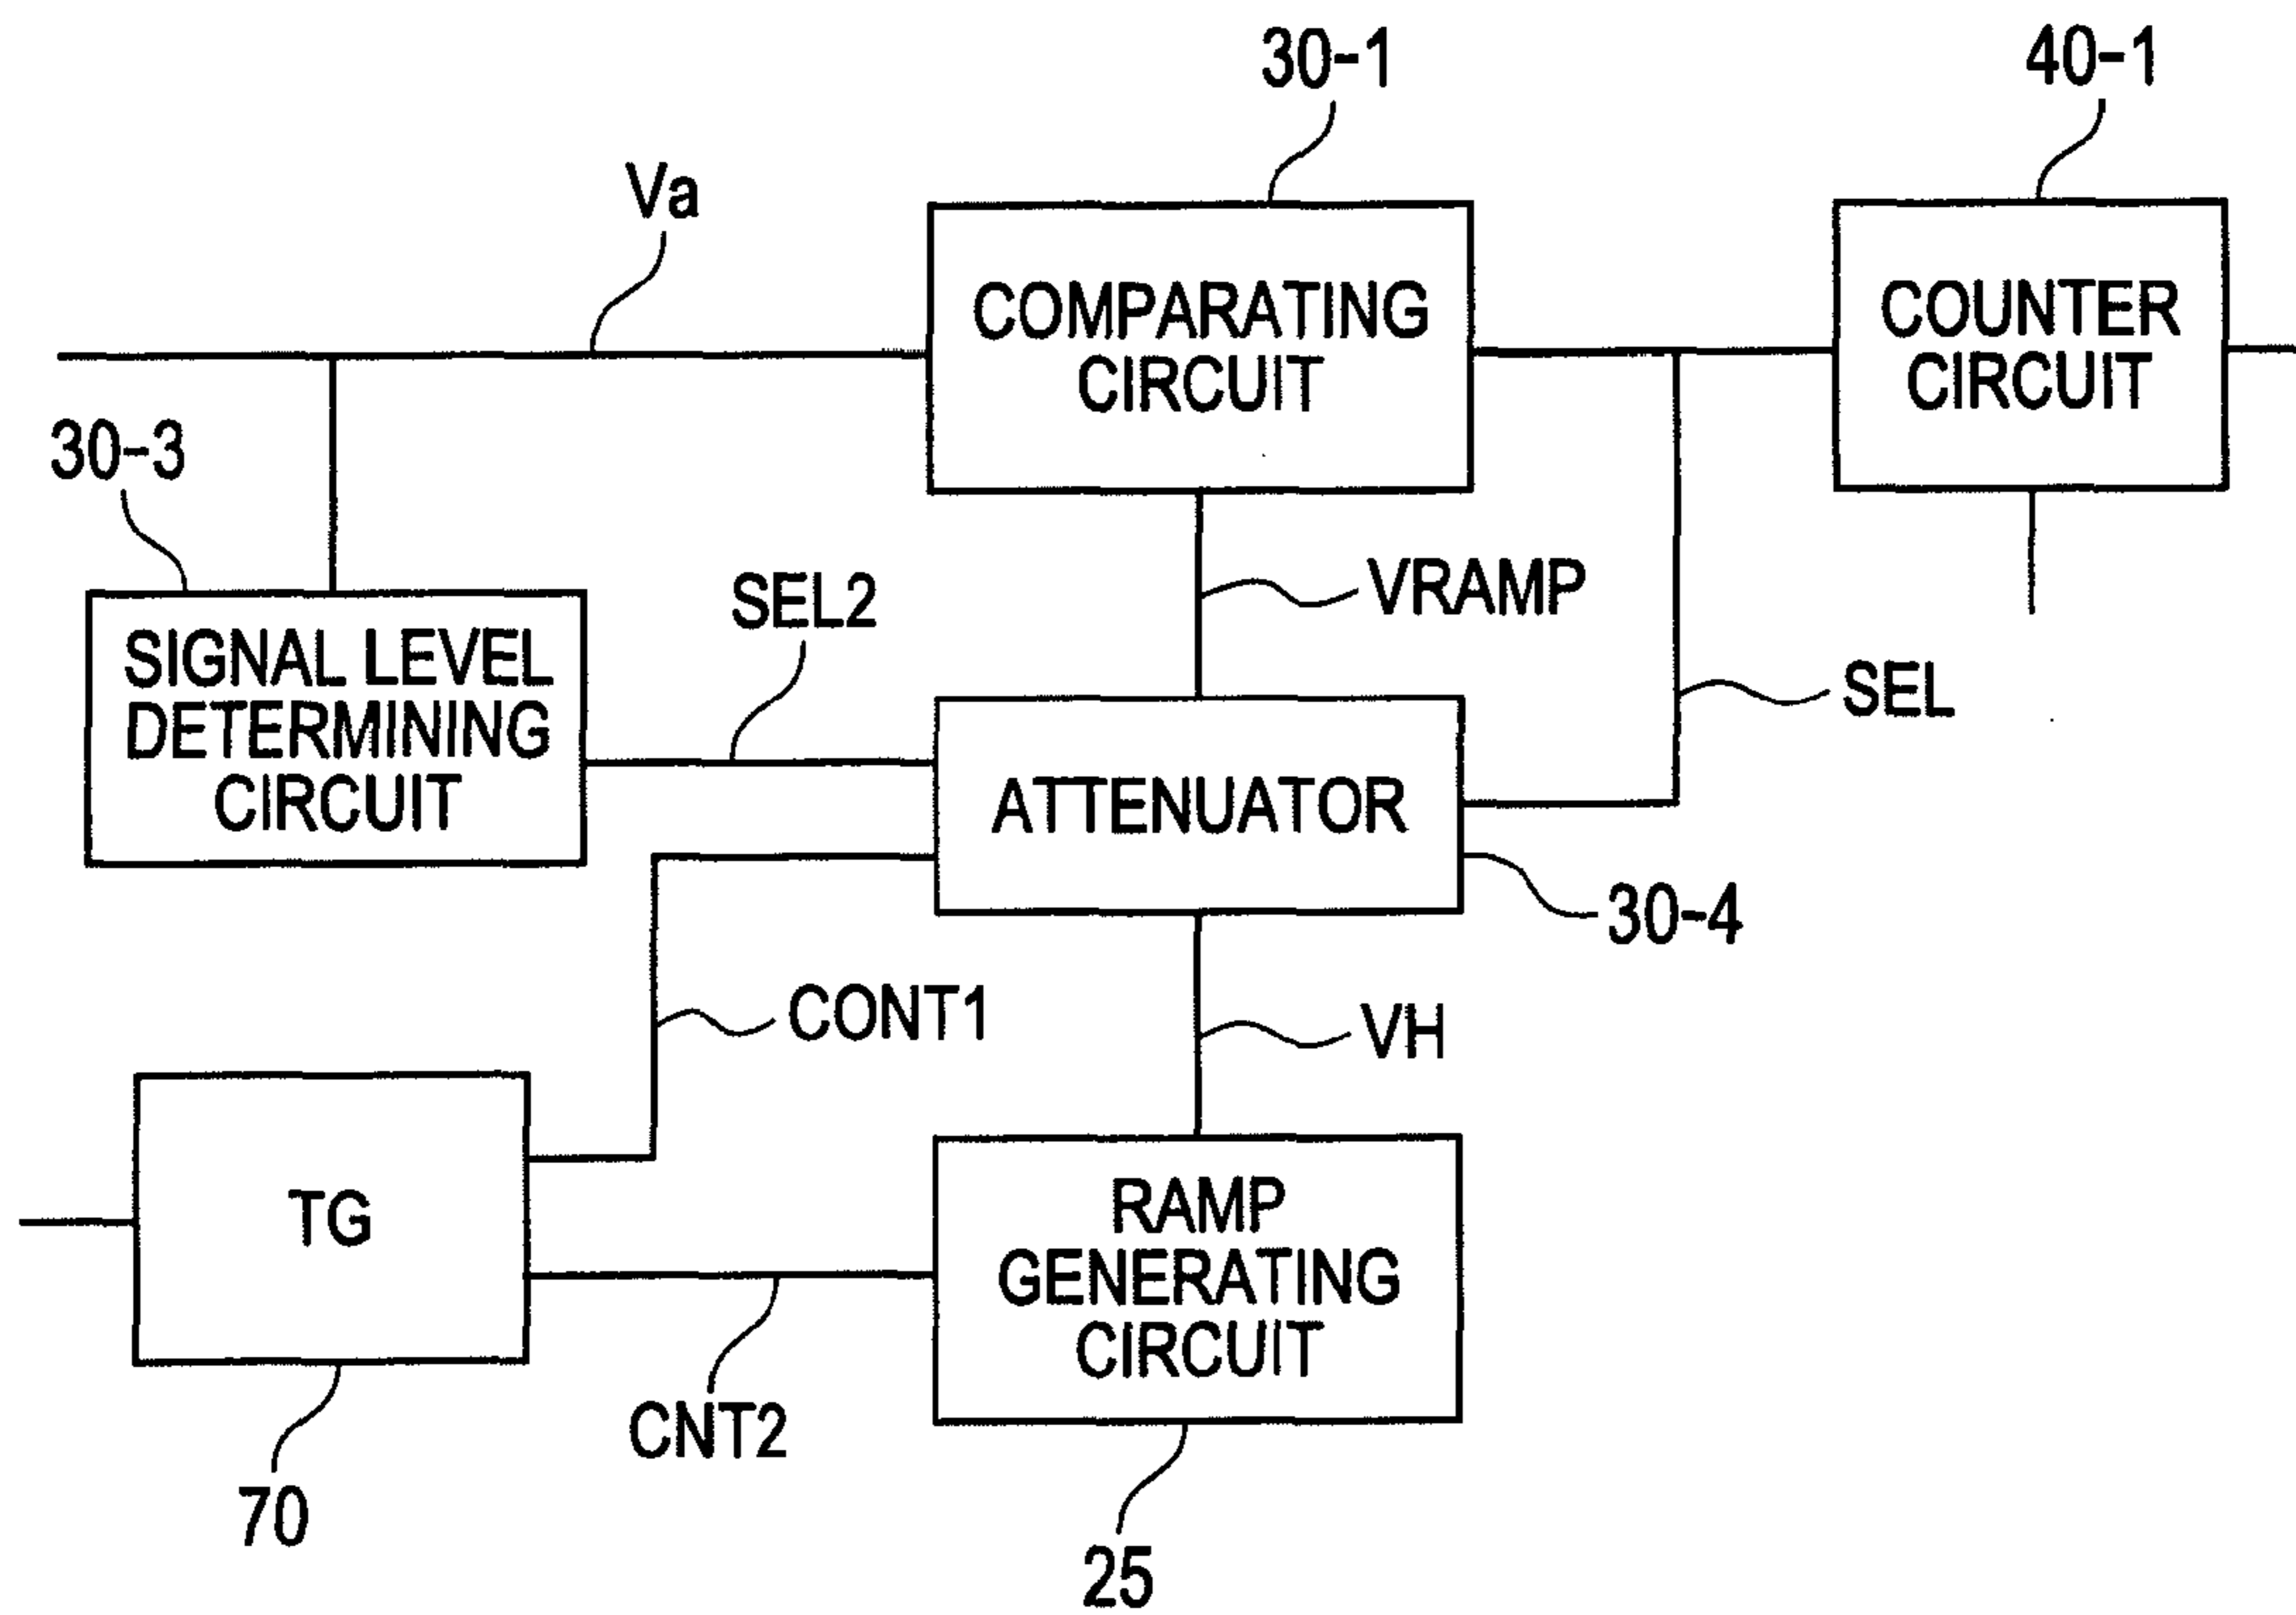 30-1
40-1
Va
COMPARATING
CIRCUIT
COUNTER
CIRCUIT
30-3
SEL2
VRAMP
SIGNAL LEVEL
DETERMINING
CIRCUIT
SEL
ATTENUATOR
30-4
CONT1
VH
TG
RAMP
GENERATING
CIRCUIT
CNT2
70
25